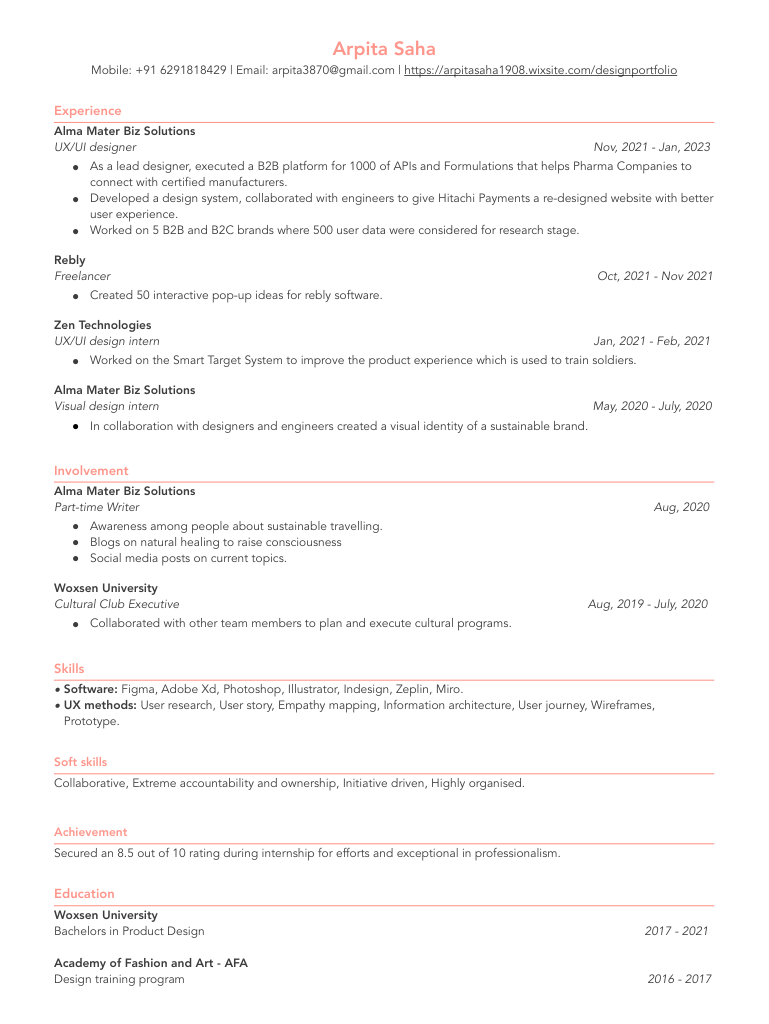 Arpita Saha
Mobile: +91 6291818429 | Email: arpita3870@gmail.com | https://arpitasaha1908.wixsite.com/designportfolio
Experience
Alma Mater Biz Solutions
UX/UI designer Nov, 2021 - Jan, 2023
● As a lead designer, executed a B2B platform for 1000 of APIs and Formulations that helps Pharma Companies to
connect with certified manufacturers.
● Developed a design system, collaborated with engineers to give Hitachi Payments a re-designed website with better
user experience.
● Worked on 5 B2B and B2C brands where 500 user data were considered for research stage.
Rebly
Freelancer Oct, 2021 - Nov 2021
● Created 50 interactive pop-up ideas for rebly software.
Zen Technologies
UX/UI design intern Jan, 2021 - Feb, 2021
● Worked on the Smart Target System to improve the product experience which is used to train soldiers.
Alma Mater Biz Solutions
Visual design intern May, 2020 - July, 2020
● In collaboration with designers and engineers created a visual identity of a sustainable brand.
Involvement
Alma Mater Biz Solutions
Part-time Writer Aug, 2020
● Awareness among people about sustainable travelling.
● Blogs on natural healing to raise consciousness
● Social media posts on current topics.
Woxsen University
Cultural Club Executive Aug, 2019 - July, 2020
● Collaborated with other team members to plan and execute cultural programs.
Skills
• Software: Figma, Adobe Xd, Photoshop, Illustrator, Indesign, Zeplin, Miro.
• UX methods: User research, User story, Empathy mapping, Information architecture, User journey, Wireframes,
Prototype.
Soft skills
Collaborative, Extreme accountability and ownership, Initiative driven, Highly organised.
Achievement
Secured an 8.5 out of 10 rating during internship for efforts and exceptional in professionalism.
Education
Woxsen University
Bachelors in Product Design 2017 - 2021
Academy of Fashion and Art - AFA
Design training program 2016 - 2017